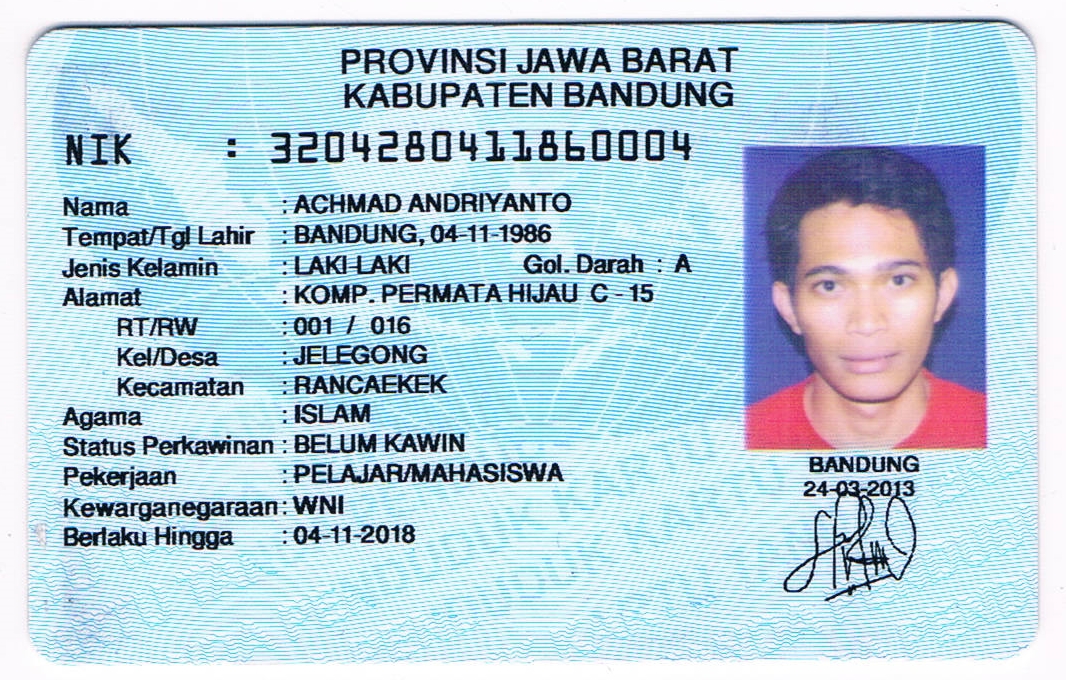 PROVINSI JAWA BARAT
KABUPATEN BANDUNG
NIK : 3204280411860004
Nama : ACHMAD ANDRIYANTO
Tempat/Tgl Lahir : BANDUNG, 04-11-1986
Jenis Kelamin : LAKI-LAKI Gol. Darah : A
Alamat : KOMP. PERMATA HIJAU C - 15
RT/RW : 001 / 016
Kel/Desa : JELEGONG
Kecamatan : RANCAEKEK
Agama : ISLAM
Status Perkawinan : BELUM KAWIN
Pekerjaan : PELAJAR/MAHASISWA
Kewarganegaraan : WNI
Berlaku Hingga : 04-11-2018
BANDUNG
24-03-2013